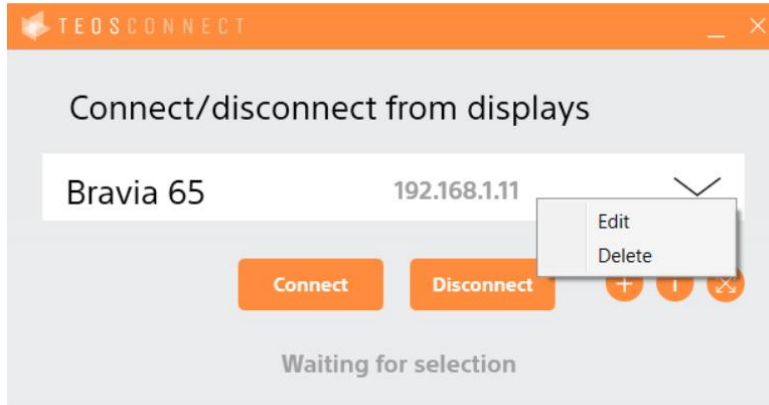 TEOSCONNECT
Connect/disconnect from displays
Bravia 65 192.168.1.11
Edit
Delete
Connect Disconnect + i
Waiting for selection